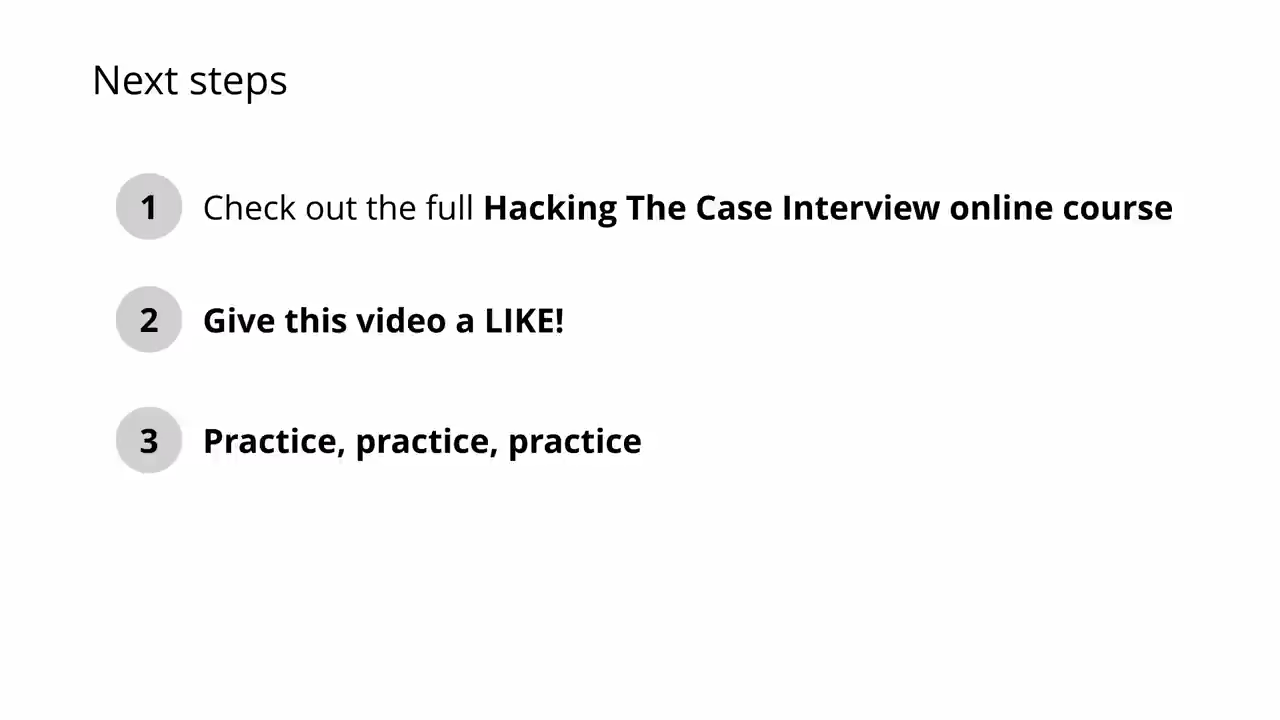 Next steps
1 Check out the full Hacking The Case Interview online course
2 Give this video a LIKE!
3 Practice, practice, practice